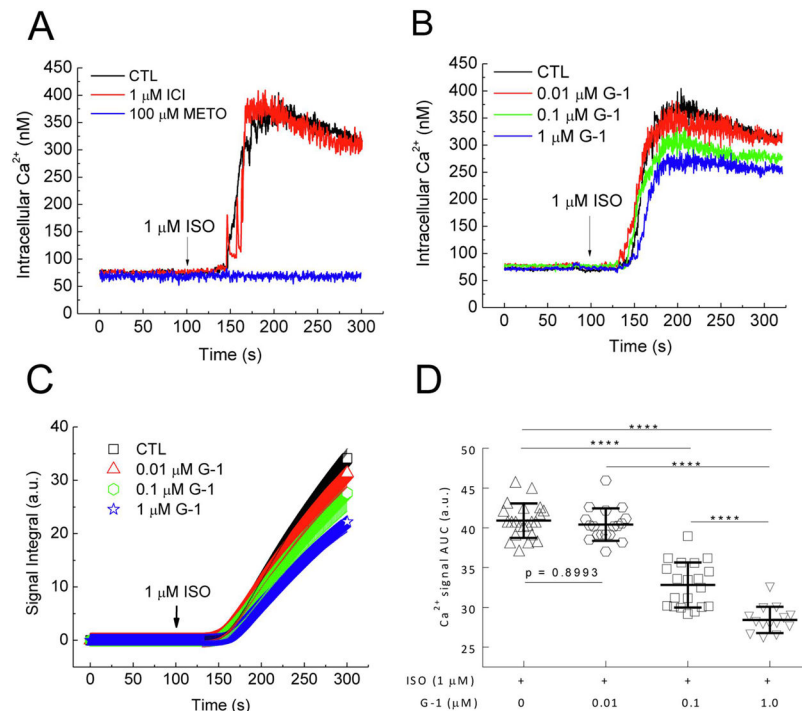 A
CTL
1 µM ICI
100 µM METO
1 µM ISO
Intracellular Ca²⁺ (nM)
450
400
350
300
250
200
150
100
50
0
0 50 100 150 200 250 300
Time (s)
B
CTL
0.01 µM G-1
0.1 µM G-1
1 µM G-1
1 µM ISO
Intracellular Ca²⁺ (nM)
450
400
350
300
250
200
150
100
50
0
0 50 100 150 200 250 300
Time (s)
C
CTL
0.01 µM G-1
0.1 µM G-1
1 µM G-1
1 µM ISO
Signal Integral (a.u.)
40
30
20
10
0
0 50 100 150 200 250 300
Time (s)
D
****
****
****
****
p = 0.8993
Ca²⁺ signal AUC (a.u.)
50
45
40
35
30
25
ISO (1 µM) + + + +
G-1 (µM) 0 0.01 0.1 1.0